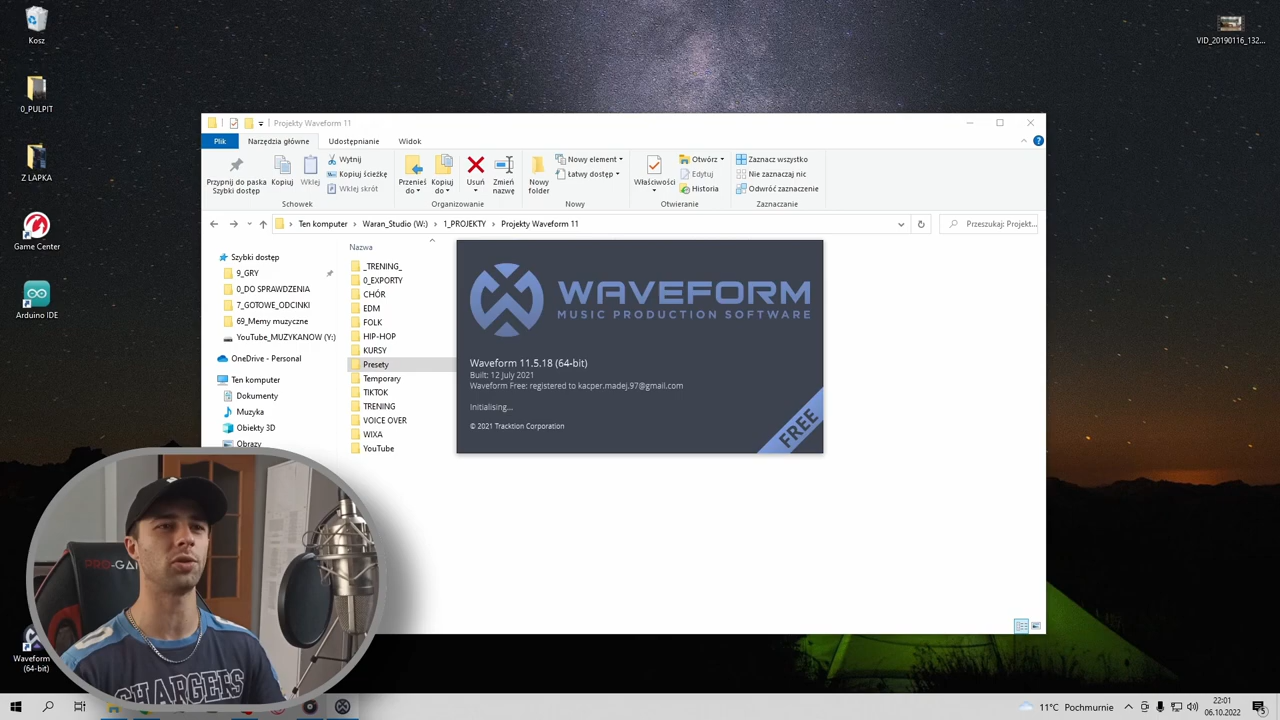 Kosz
VID_20190116_132...
0_PULPIT
Z LAPKA
Game Center
Arduino IDE
Waveform
(64-bit)
Projekty Waveform 11
Plik
Narzędzia główne
Udostępnianie
Widok
Przypnij do paska
Szybki dostęp
Kopiuj
Wklej
Wytnij
Kopiuj ścieżkę
Wklej skrót
Schowek
Przenieś
do
Kopiuj
do
Usuń
Zmień
nazwę
Organizowanie
Nowy
folder
Nowy element
Łatwy dostęp
Nowy
Właściwości
Otwórz
Edytuj
Historia
Otwieranie
Zaznacz wszystko
Nie zaznaczaj nic
Odwróć zaznaczenie
Zaznaczanie
Ten komputer
Waran_Studio (W:)
1_PROJEKTY
Projekty Waveform 11
Przeszukaj: Projekt...
Szybki dostęp
9_GRY
0_DO SPRAWDZENIA
7_GOTOWE_ODCINKI
69_Memy muzyczne
YouTube_MUZYKANOW (Y:)
OneDrive - Personal
Ten komputer
Dokumenty
Muzyka
Obiekty 3D
Obrazy
Nazwa
_TRENING_
0_EXPORTY
CHÓR
EDM
FOLK
HIP-HOP
KURSY
Presety
Temporary
TIKTOK
TRENING
VOICE OVER
WIXA
YouTube
WAVEFORM
MUSIC PRODUCTION SOFTWARE
Waveform 11.5.18 (64-bit)
Built: 12 July 2021
Waveform Free: registered to kacper.madej.97@gmail.com
Initialising...
© 2021 Tracktion Corporation
FREE
CHARGERS
11°C Pochmurnie
22:01
06.10.2022